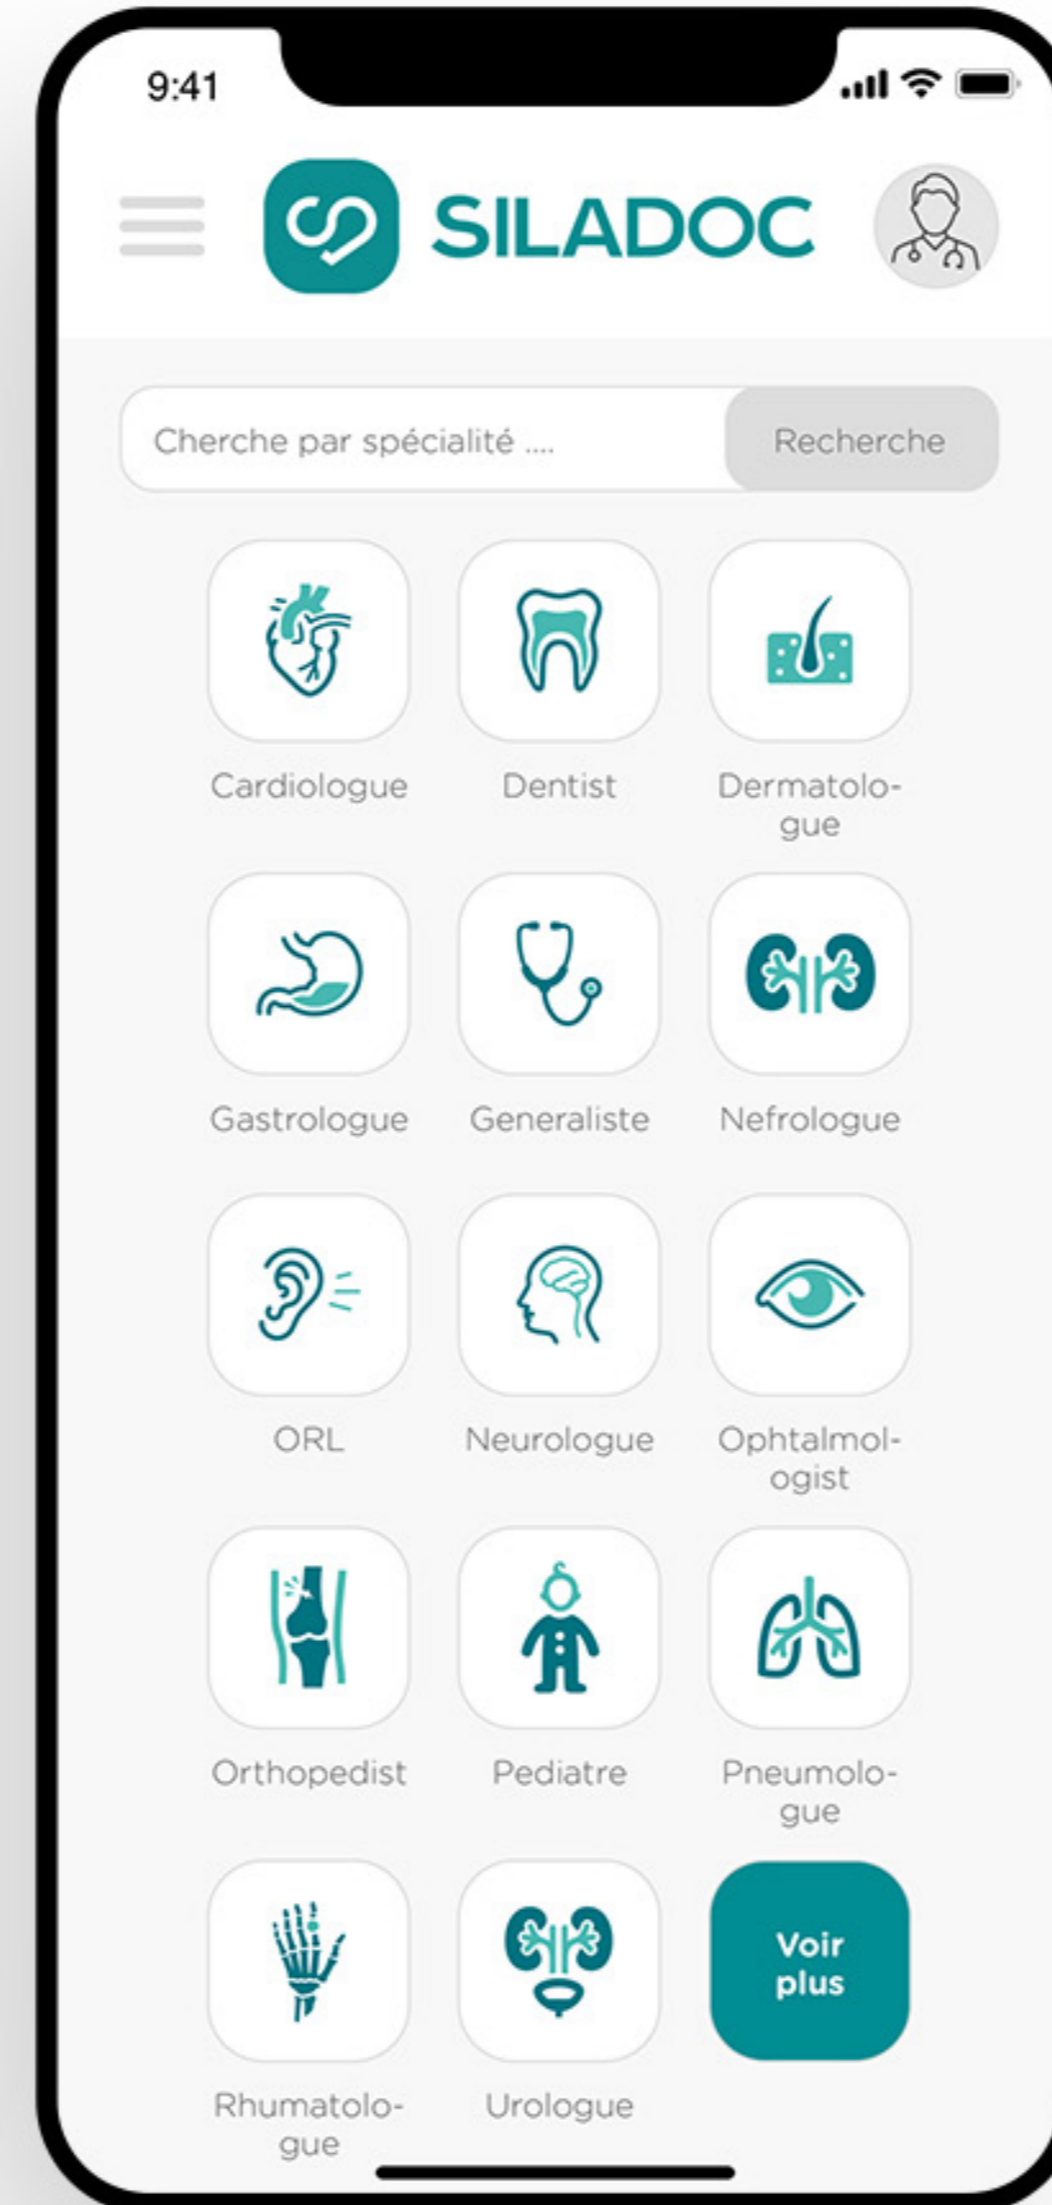 9:41
SILADOC
Cherche par spécialité ....
Recherche
Cardiologue
Dentist
Dermatolo-
gue
Gastrologue
Generaliste
Nefrologue
ORL
Neurologue
Ophtalmol-
ogist
Orthopedist
Pediatre
Pneumolo-
gue
Rhumatolo-
gue
Urologue
Voir
plus